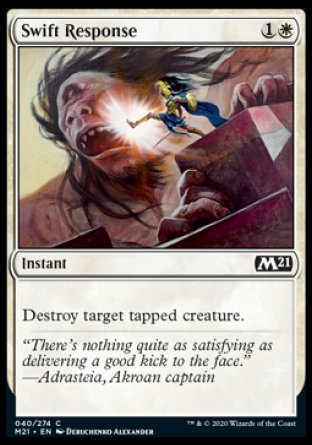 Swift Response 1
Instant M21
Destroy target tapped creature.
“There’s nothing quite as satisfying as
delivering a good kick to the face.”
—Adrasteia, Akroan captain
040/274 C
M21 • EN Deruchenko Alexander ™ & © 2020 Wizards of the Coast